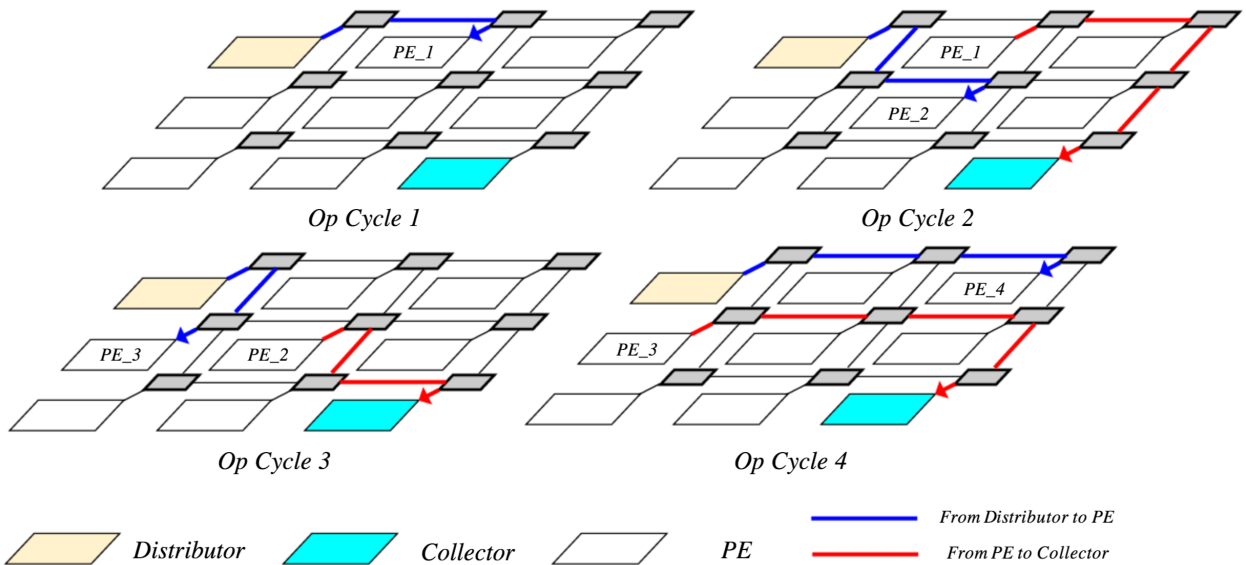 PE_1
PE_1
PE_2
Op Cycle 1
Op Cycle 2
PE_4
PE_3
PE_2
PE_3
Op Cycle 3
Op Cycle 4
Distributor
Collector
PE
From Distributor to PE
From PE to Collector